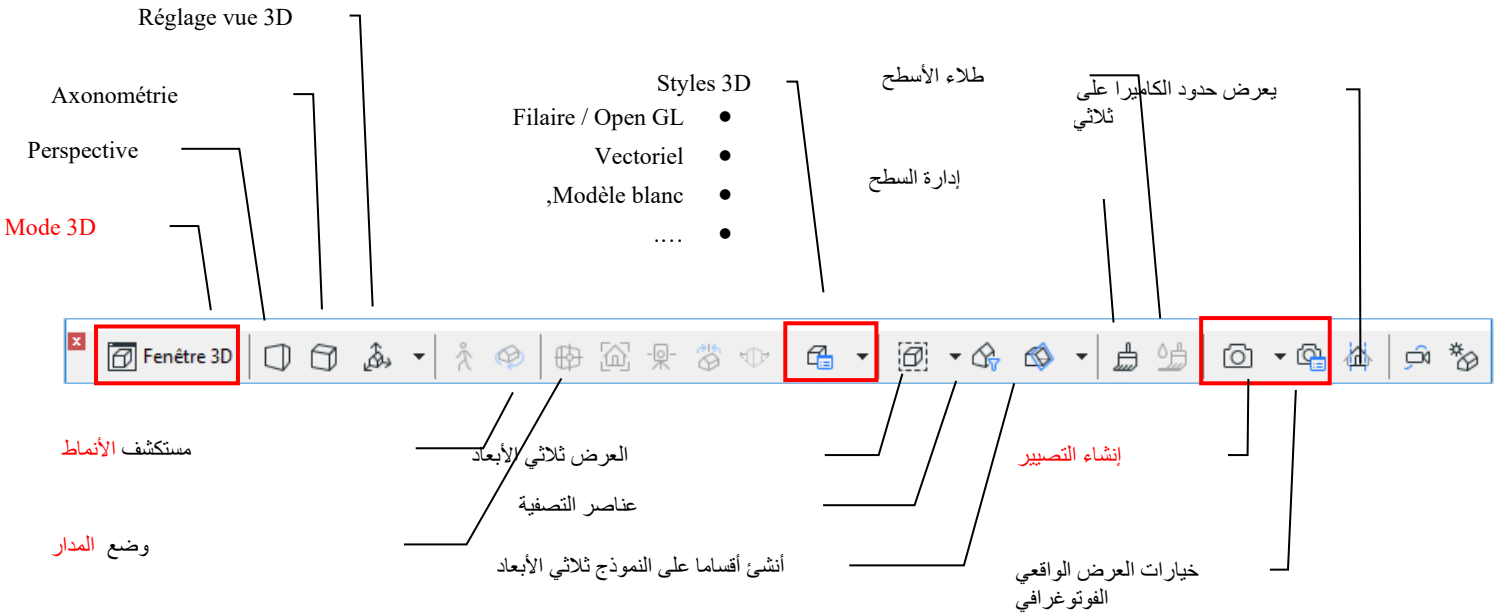 Réglage vue 3D
Axonométrie
Perspective
Mode 3D
Styles 3D
Filaire / Open GL ●
Vectoriel ●
,Modèle blanc ●
…. ●
طلاء الأسطح
إدارة السطح
يعرض حدود الكاميرا على
ثلاثي
Fenêtre 3D
مستكشف الأنماط
وضع المدار
العرض ثلاثي الأبعاد
عناصر التصفية
أنشئ أقساما على النموذج ثلاثي الأبعاد
إنشاء التصيير
خيارات العرض الواقعي
الفوتوغرافي